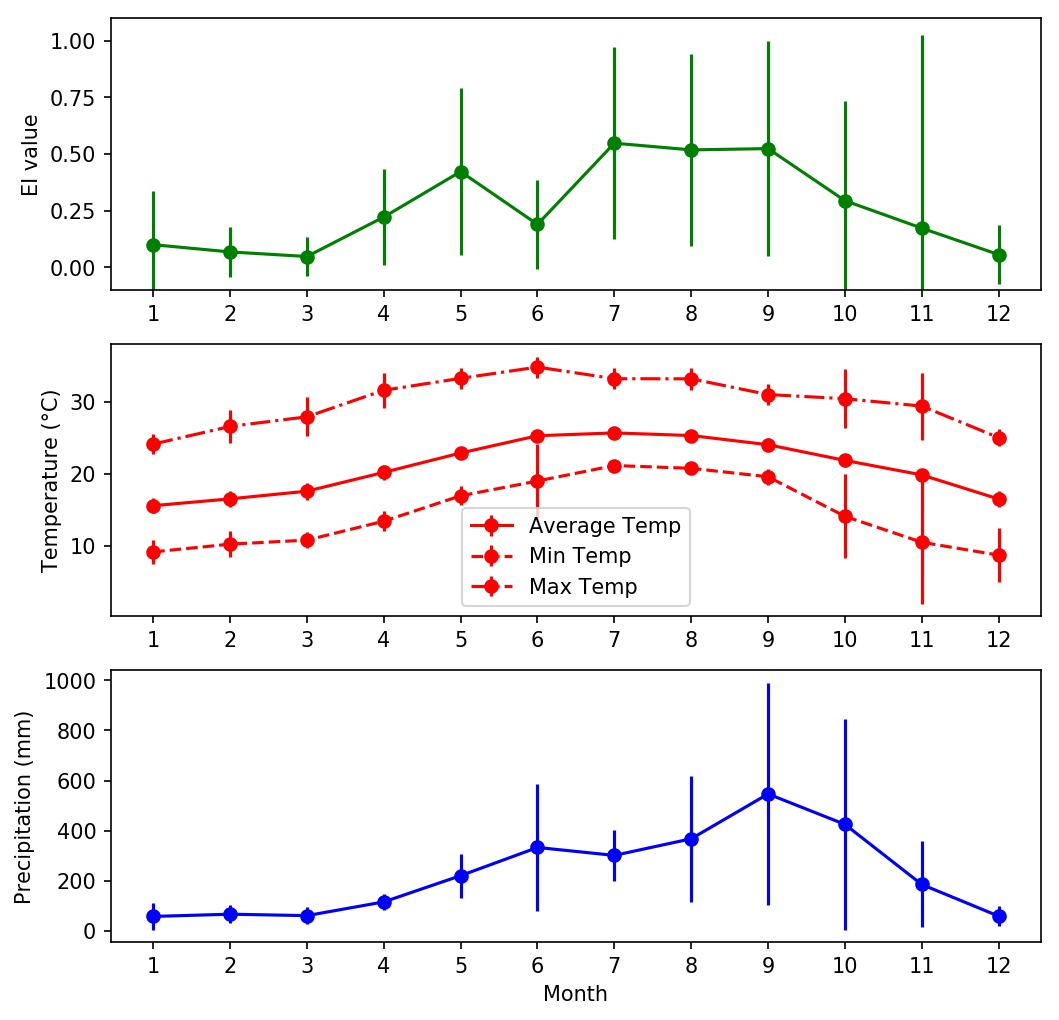 EI value
1.00
0.75
0.50
0.25
0.00
1 2 3 4 5 6 7 8 9 10 11 12
Temperature (°C)
30
20
10
Average Temp
Min Temp
Max Temp
1 2 3 4 5 6 7 8 9 10 11 12
Precipitation (mm)
1000
800
600
400
200
0
1 2 3 4 5 6 7 8 9 10 11 12
Month